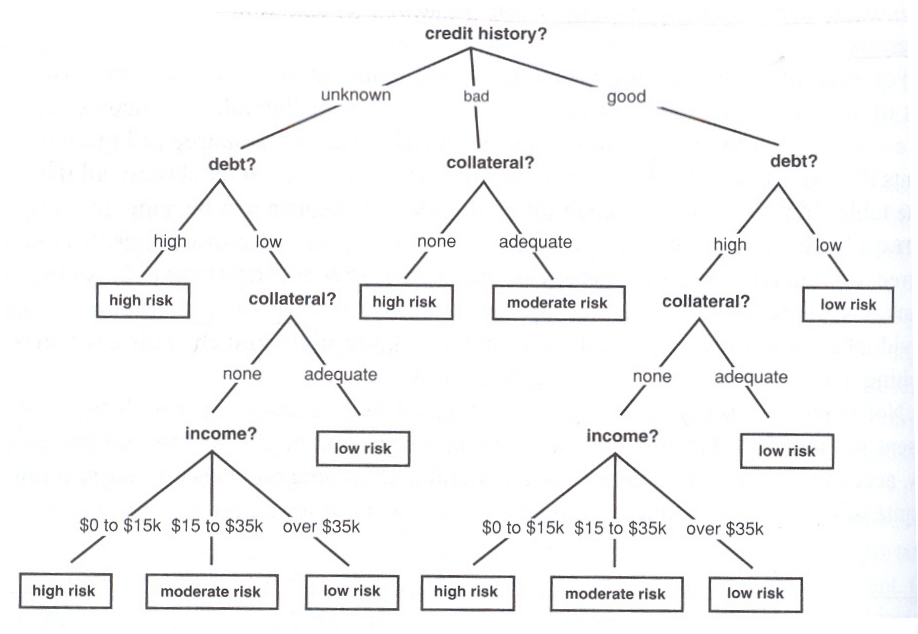 credit history?
unknown bad good
debt? collateral? debt?
high low none adequate high low
high risk collateral? high risk moderate risk collateral? low risk
none adequate none adequate
income? low risk income? low risk
$0 to $15k $15 to $35k over $35k $0 to $15k $15 to $35k over $35k
high risk moderate risk low risk high risk moderate risk low risk